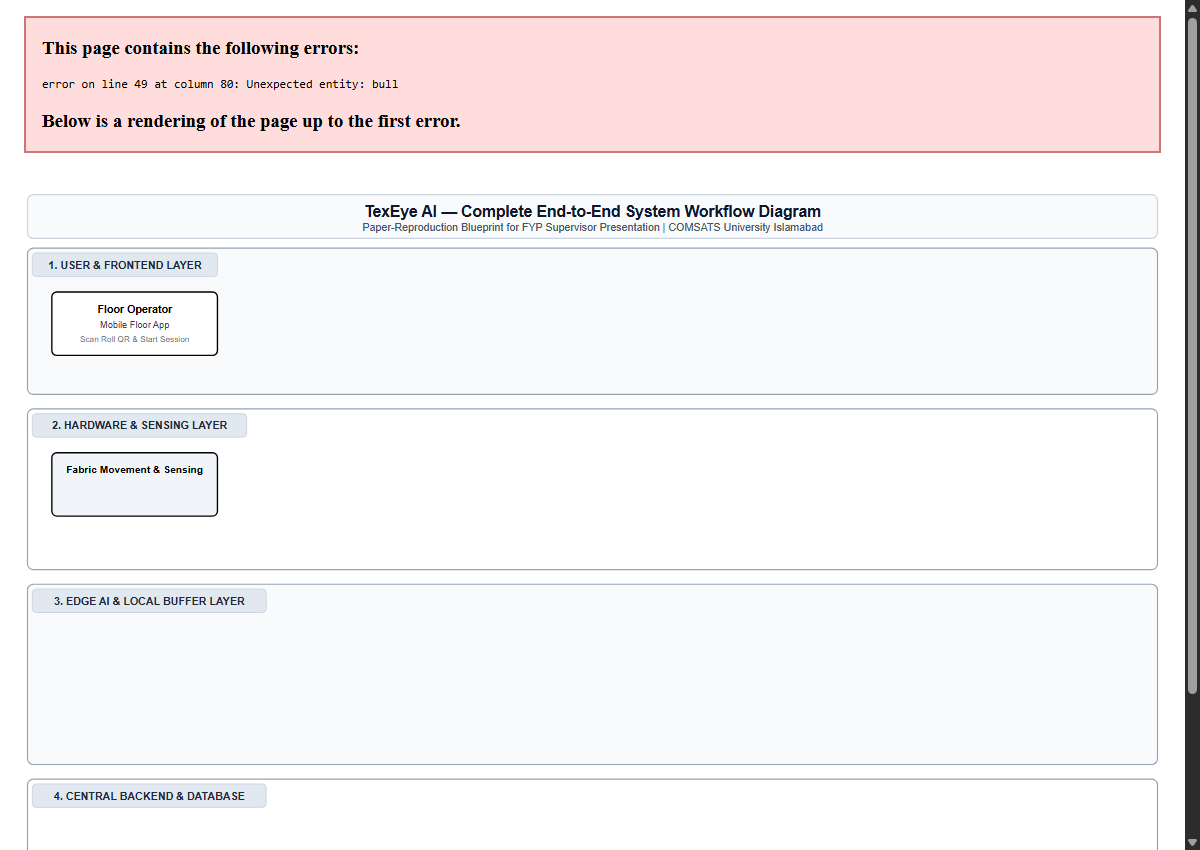 This page contains the following errors:
error on line 49 at column 80: Unexpected entity: bull
Below is a rendering of the page up to the first error.
TexEye AI — Complete End-to-End System Workflow Diagram
Paper-Reproduction Blueprint for FYP Supervisor Presentation | COMSATS University Islamabad
1. USER & FRONTEND LAYER
Floor Operator
Mobile Floor App
Scan Roll QR & Start Session
2. HARDWARE & SENSING LAYER
Fabric Movement & Sensing
3. EDGE AI & LOCAL BUFFER LAYER
4. CENTRAL BACKEND & DATABASE